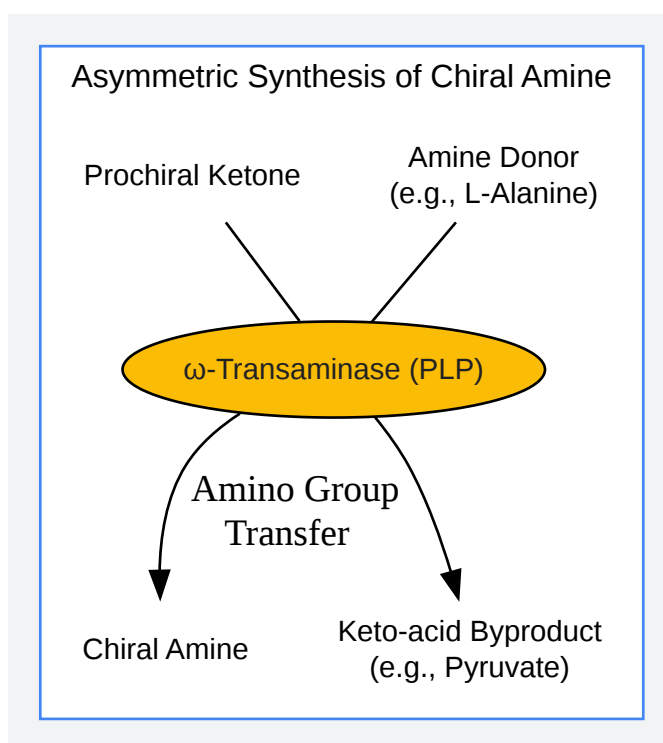 Asymmetric Synthesis of Chiral Amine
Prochiral Ketone
Amine Donor
(e.g., L-Alanine)
ω-Transaminase (PLP)
Amino Group
Transfer
Chiral Amine
Keto-acid Byproduct
(e.g., Pyruvate)